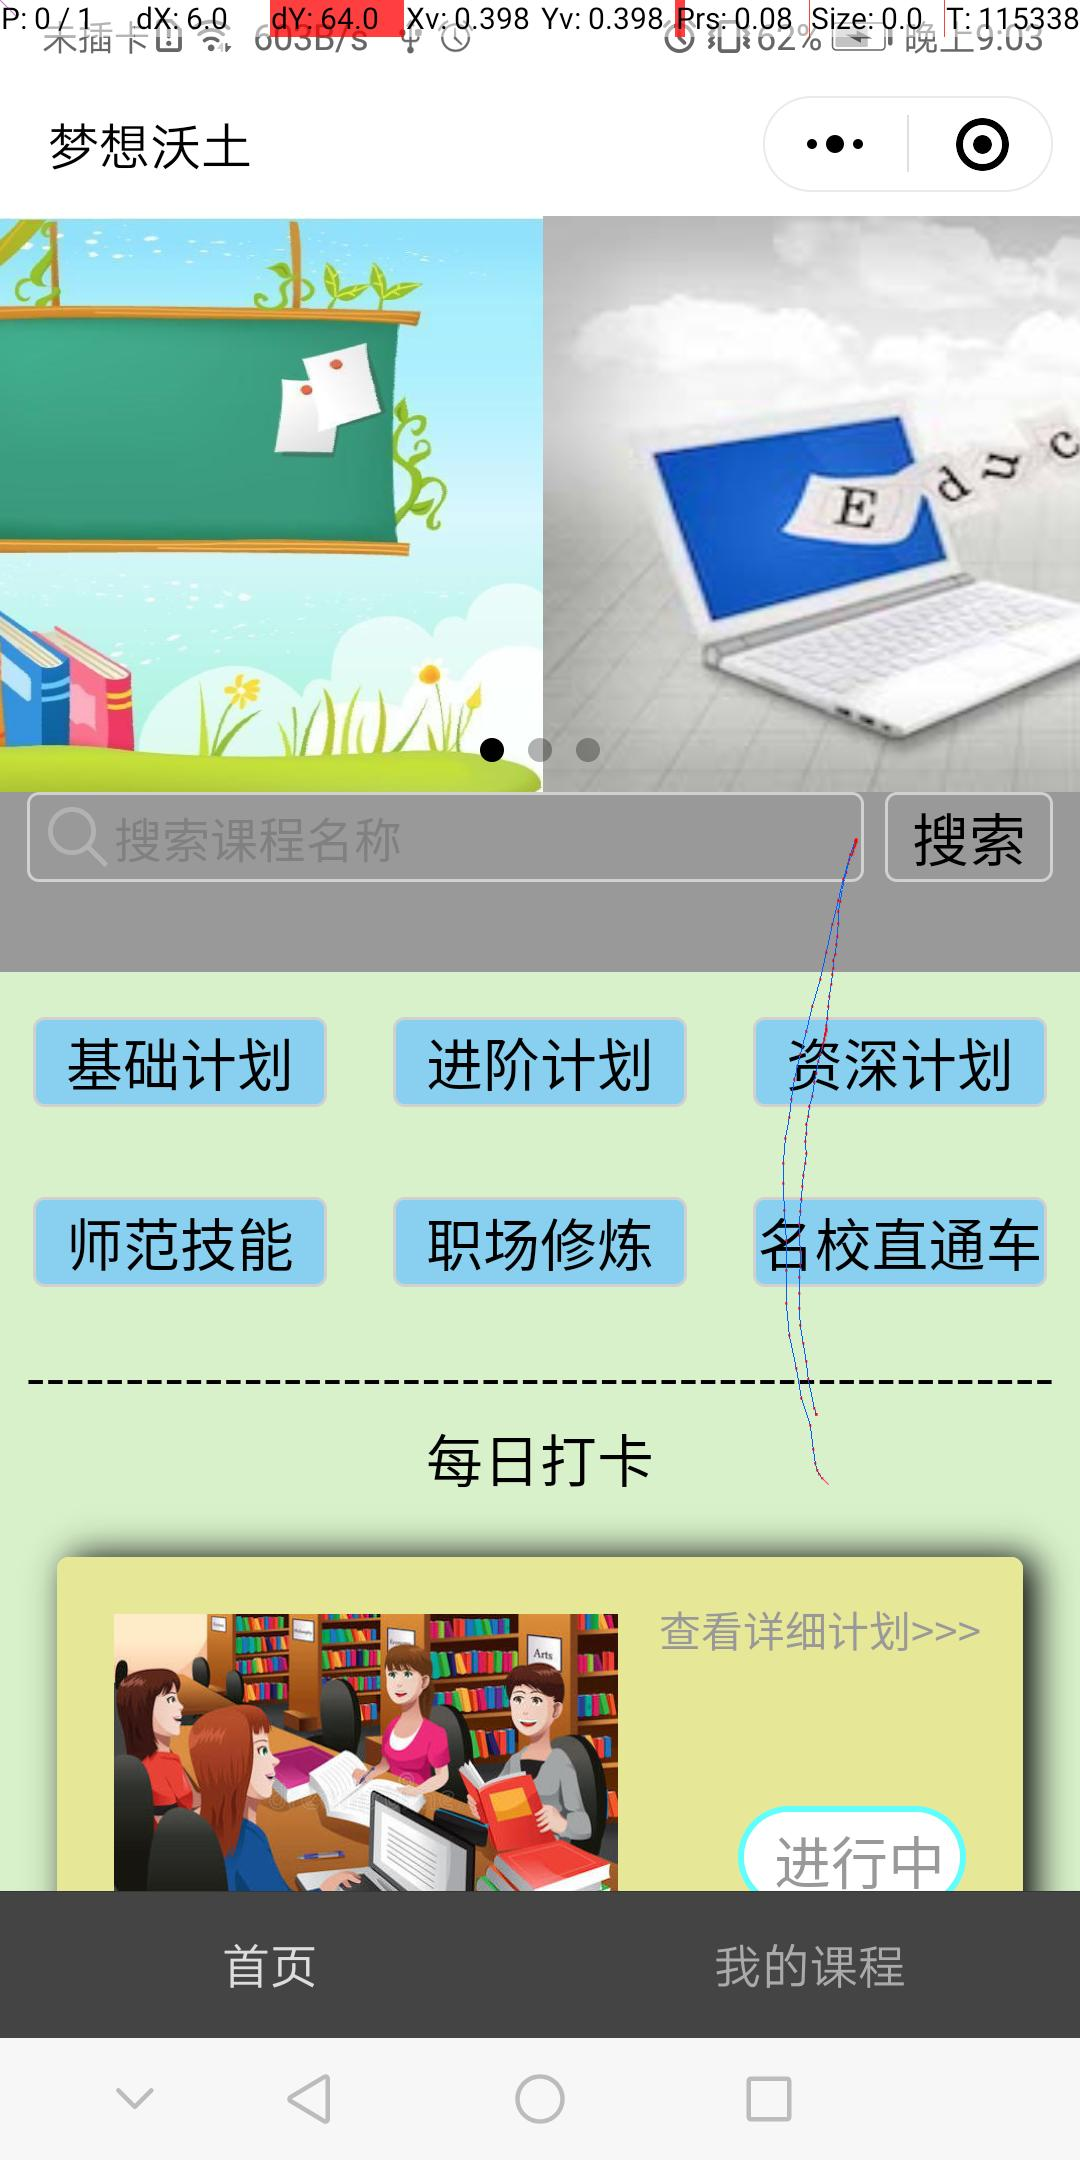 P: 0 / 1 dX: 6.0 dY: 64.0 Xv: 0.398 Yv: 0.398 Prs: 0.08 Size: 0.0 T: 115338
未插卡 603B/s 62% 晚上9:03
梦想沃土
E d u c
搜索课程名称 搜索
基础计划 进阶计划 资深计划
师范技能 职场修炼 名校直通车
每日打卡
查看详细计划>>>
Arts
进行中
首页 我的课程